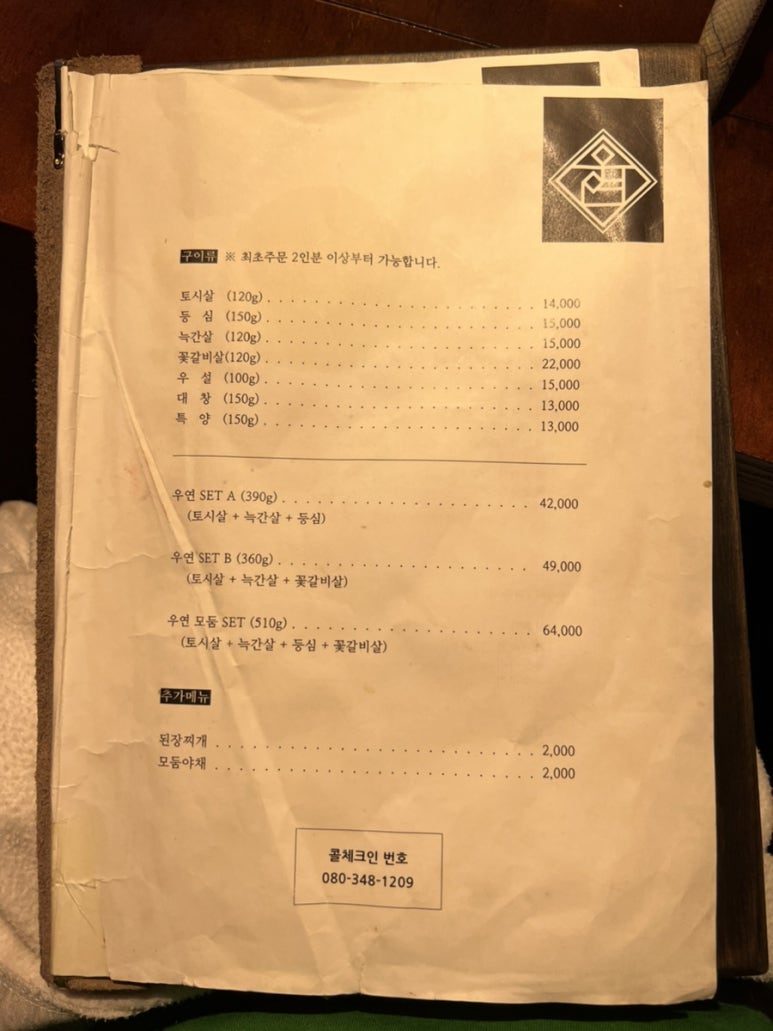 구이류 ※ 최초주문 2인분 이상부터 가능합니다.
토시살 (120g) . . . . . . . . . . . . . . . . . . . . . . . 14,000
등 심 (150g) . . . . . . . . . . . . . . . . . . . . . . . 15,000
늑간살 (120g) . . . . . . . . . . . . . . . . . . . . . . . 15,000
꽃갈비살(120g) . . . . . . . . . . . . . . . . . . . . . . . 22,000
우 설 (100g) . . . . . . . . . . . . . . . . . . . . . . . 15,000
대 창 (150g) . . . . . . . . . . . . . . . . . . . . . . . 13,000
특 양 (150g) . . . . . . . . . . . . . . . . . . . . . . . 13,000
우연 SET A (390g) . . . . . . . . . . . . . . . . . . . . . 42,000
(토시살 + 늑간살 + 등심)
우연 SET B (360g) . . . . . . . . . . . . . . . . . . . . . 49,000
(토시살 + 늑간살 + 꽃갈비살)
우연 모둠 SET (510g) . . . . . . . . . . . . . . . . . . . . 64,000
(토시살 + 늑간살 + 등심 + 꽃갈비살)
추가메뉴
된장찌개 . . . . . . . . . . . . . . . . . . . . . . . . . . 2,000
모둠야채 . . . . . . . . . . . . . . . . . . . . . . . . . . 2,000
콜체크인 번호
080-348-1209